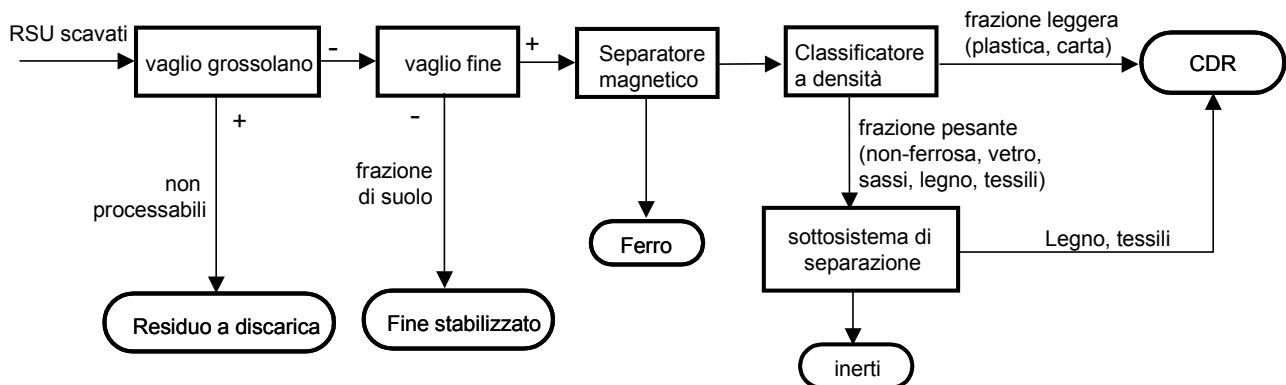 RSU scavati
vaglio grossolano
-
vaglio fine
+
Separatore
magnetico
Classificatore
a densità
frazione leggera
(plastica, carta)
CDR
+
-
non
processabili
frazione
di suolo
frazione pesante
(non-ferrosa, vetro,
sassi, legno, tessili)
Ferro
sottosistema di
separazione
Legno, tessili
Residuo a discarica
Fine stabilizzato
inerti